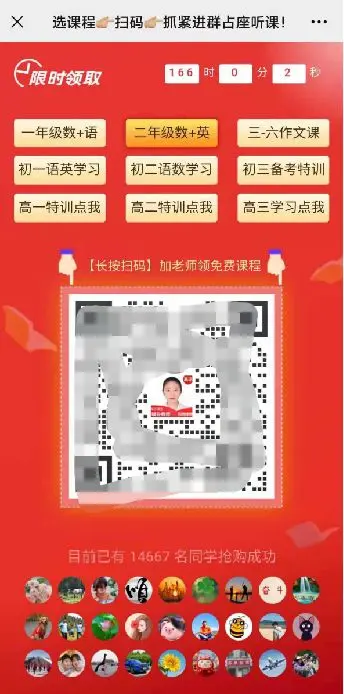 选课程👉🏼扫码👉🏼抓紧进群占座听课!
限时领取
166 时 0 分 2 秒
一年级数+语 二年级数+英 三-六作文课
初一语英学习 初二语数学习 初三备考特训
高一特训点我 高二特训点我 高三学习点我
【长按扫码】加老师领免费课程
目前已有 14667 名同学抢购成功
奋斗